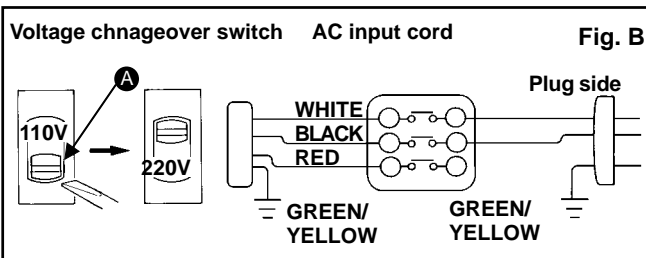 Voltage chnageover switch AC input cord Fig. B
A
Plug side
110V
220V
WHITE
BLACK
RED
GREEN/
YELLOW
GREEN/
YELLOW